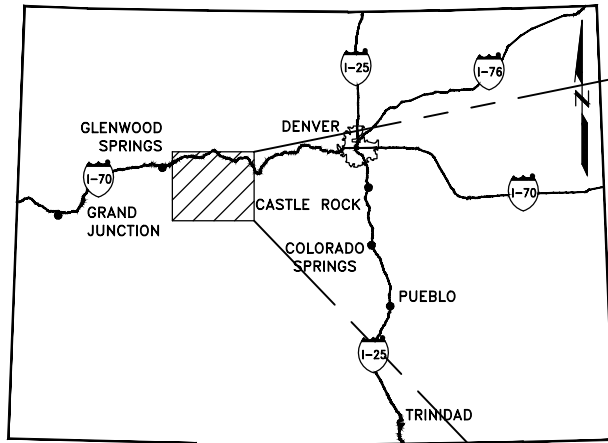 I-25
I-76
N
GLENWOOD
SPRINGS
DENVER
I-70
GRAND
JUNCTION
CASTLE ROCK
I-70
COLORADO
SPRINGS
PUEBLO
I-25
TRINIDAD